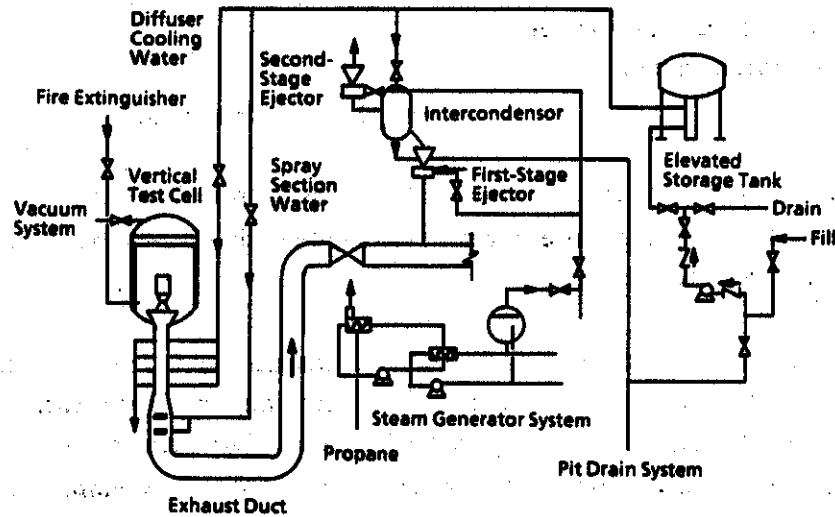 Diffuser
Cooling
Water
Second-
Stage
Ejector
Fire Extinguisher
Intercondensor
Vertical
Test Cell
Spray
Section
Water
First-Stage
Ejector
Elevated
Storage Tank
Vacuum
System
Drain
Fill
Steam Generator System
Propane
Pit Drain System
Exhaust Duct